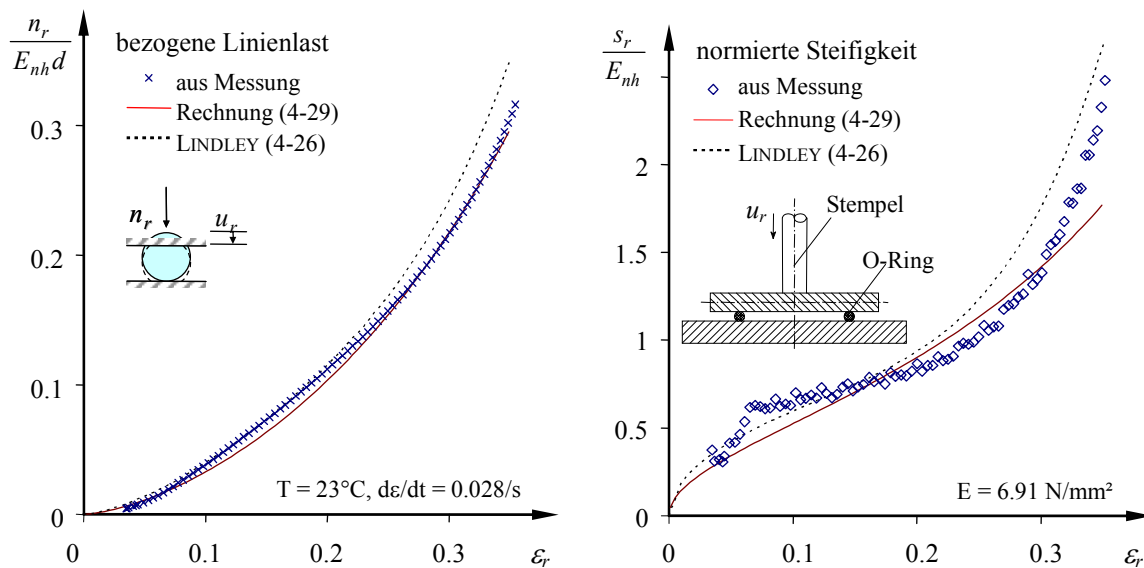 n_r
E_nh d
bezogene Linienlast
× aus Messung
Rechnung (4-29)
LINDLEY (4-26)
0.3
n_r
u_r
0.2
0.1
T = 23°C, dε/dt = 0.028/s
0
0
0.1
0.2
0.3
ε_r
s_r
E_nh
normierte Steifigkeit
aus Messung
Rechnung (4-29)
LINDLEY (4-26)
2
u_r
Stempel
O-Ring
1.5
1
0.5
E = 6.91 N/mm²
0
0
0.1
0.2
0.3
ε_r